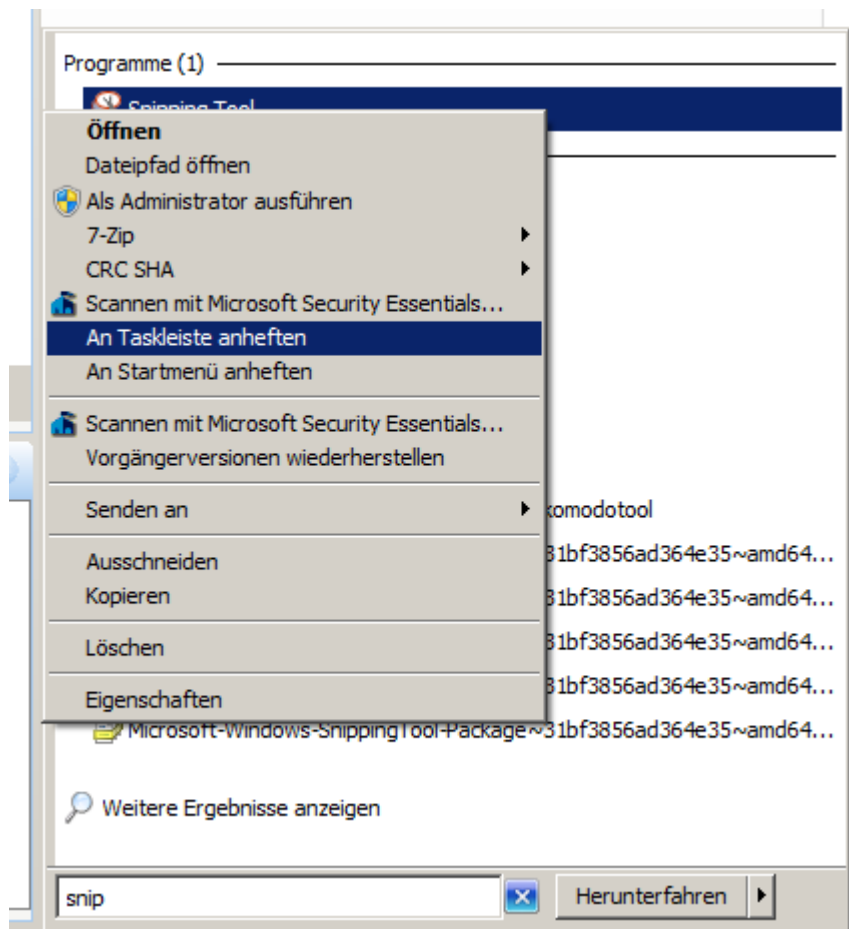 Programme (1)
Snipping Tool
Öffnen
Dateipfad öffnen
Als Administrator ausführen
7-Zip
CRC SHA
Scannen mit Microsoft Security Essentials...
An Taskleiste anheften
An Startmenü anheften
Scannen mit Microsoft Security Essentials...
Vorgängerversionen wiederherstellen
Senden an
komodotool
Ausschneiden
31bf3856ad364e35~amd64...
Kopieren
31bf3856ad364e35~amd64...
Löschen
31bf3856ad364e35~amd64...
Eigenschaften
31bf3856ad364e35~amd64...
Microsoft-Windows-SnippingTool-Package~31bf3856ad364e35~amd64...
Weitere Ergebnisse anzeigen
snip
Herunterfahren